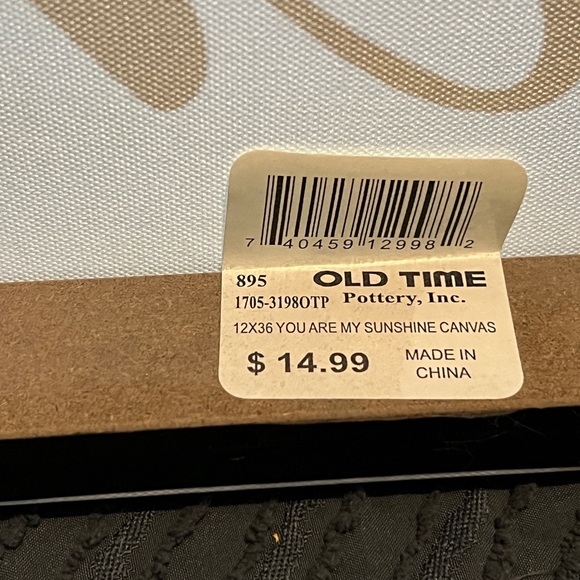 7 40459 12998 2
895 OLD TIME
1705-3198OTP Pottery, Inc.
12X36 YOU ARE MY SUNSHINE CANVAS
$ 14.99 MADE IN
CHINA